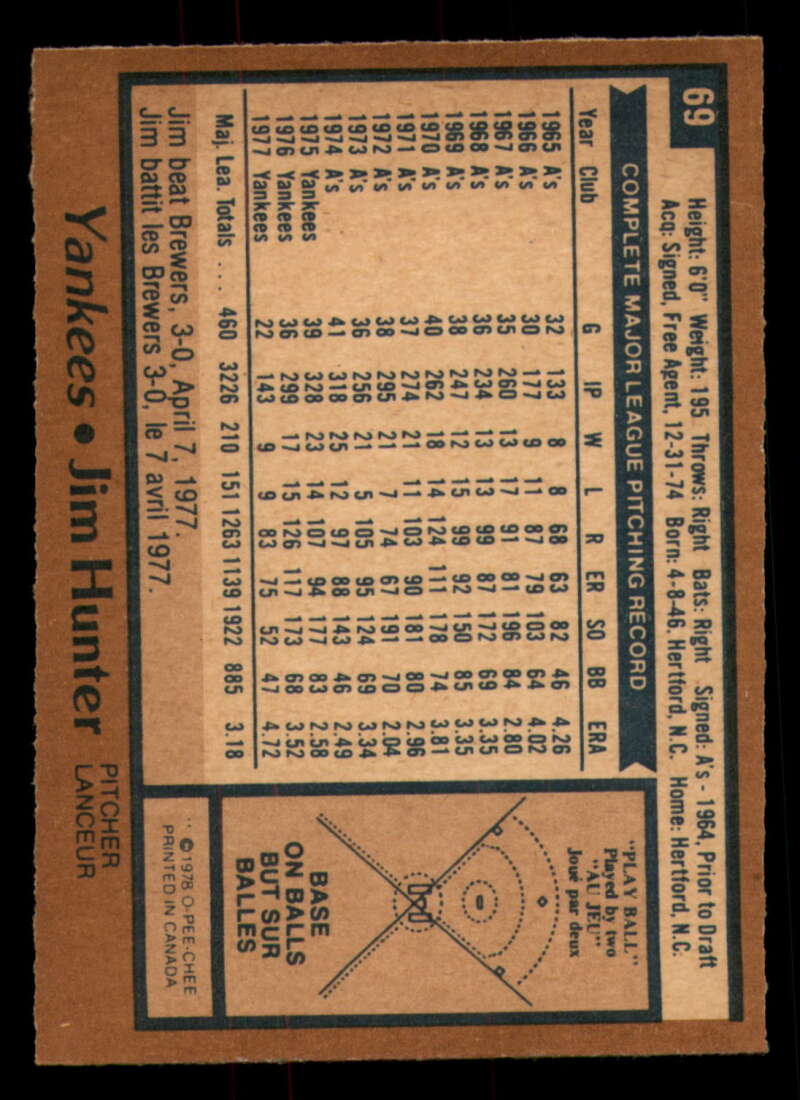 69
Height: 6'0" Weight: 195 Throws: Right Bats: Right Signed: A's - 1964, Prior to Draft
Acq: Signed, Free Agent, 12-31-74 Born: 4-8-46, Hertford, N.C. Home: Hertford, N.C.
COMPLETE MAJOR LEAGUE PITCHING RECORD
Year Club G IP W L R ER SO BB ERA
1965 A's 32 133 8 8 68 63 82 46 4.26
1966 A's 30 177 9 11 87 79 103 64 4.02
1967 A's 35 260 13 17 91 81 196 84 2.80
1968 A's 36 234 13 13 99 87 172 69 3.35
1969 A's 38 247 12 15 99 92 150 85 3.35
1970 A's 40 262 18 14 124 111 178 74 3.81
1971 A's 37 274 21 11 103 90 181 80 2.96
1972 A's 38 295 21 7 74 67 191 70 2.04
1973 A's 36 256 21 5 105 95 124 69 3.34
1974 A's 41 318 25 12 97 88 143 46 2.49
1975 Yankees 39 328 23 14 107 94 177 83 2.58
1976 Yankees 36 299 17 15 126 117 173 68 3.52
1977 Yankees 22 143 9 9 83 75 52 47 4.72
Maj. Lea. Totals ... 460 3226 210 151 1263 1139 1922 885 3.18
Jim beat Brewers, 3-0, April 7, 1977.
Jim battit les Brewers 3-0, le 7 avril 1977.
"PLAY BALL"
Played by two
"AU JEU"
Joué par deux
BASE
ON BALLS
BUT SUR
BALLES
** ©1978 O-PEE-CHEE
PRINTED IN CANADA
Yankees • Jim Hunter
PITCHER
LANCEUR